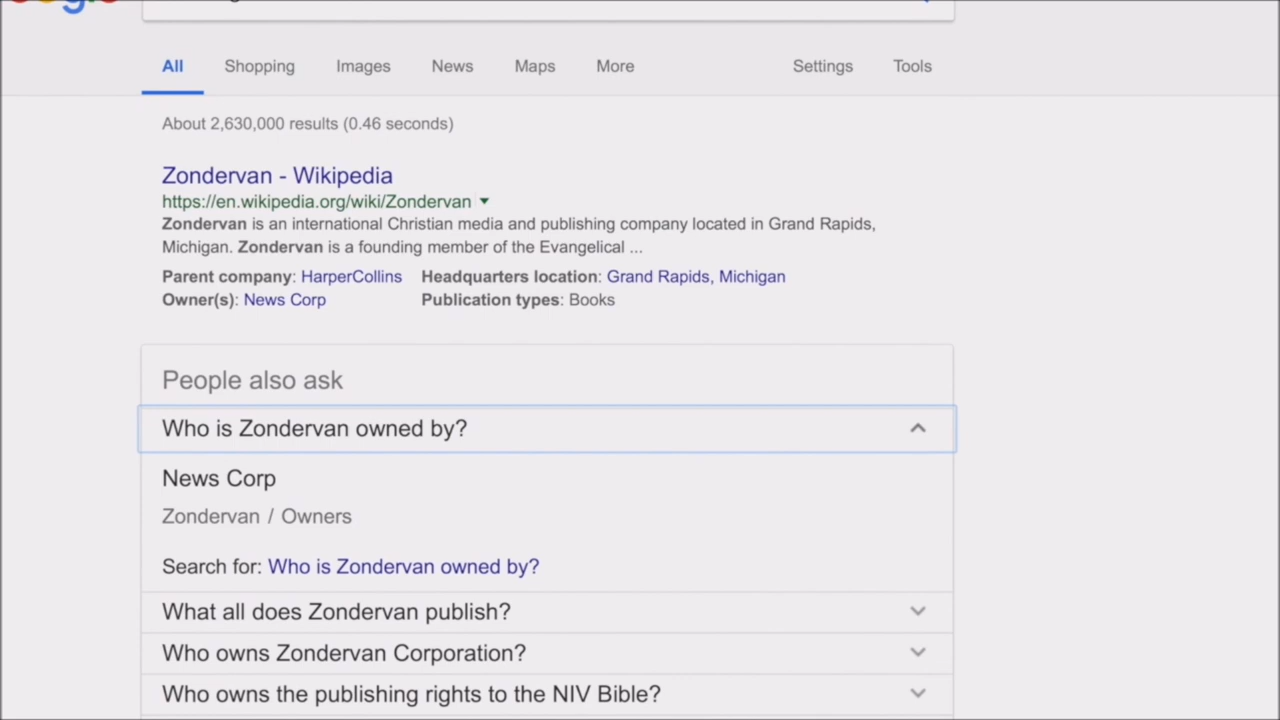 All Shopping Images News Maps More Settings Tools
About 2,630,000 results (0.46 seconds)
Zondervan - Wikipedia
https://en.wikipedia.org/wiki/Zondervan
Zondervan is an international Christian media and publishing company located in Grand Rapids,
Michigan. Zondervan is a founding member of the Evangelical ...
Parent company: HarperCollins Headquarters location: Grand Rapids, Michigan
Owner(s): News Corp Publication types: Books
People also ask
Who is Zondervan owned by?
News Corp
Zondervan / Owners
Search for: Who is Zondervan owned by?
What all does Zondervan publish?
Who owns Zondervan Corporation?
Who owns the publishing rights to the NIV Bible?